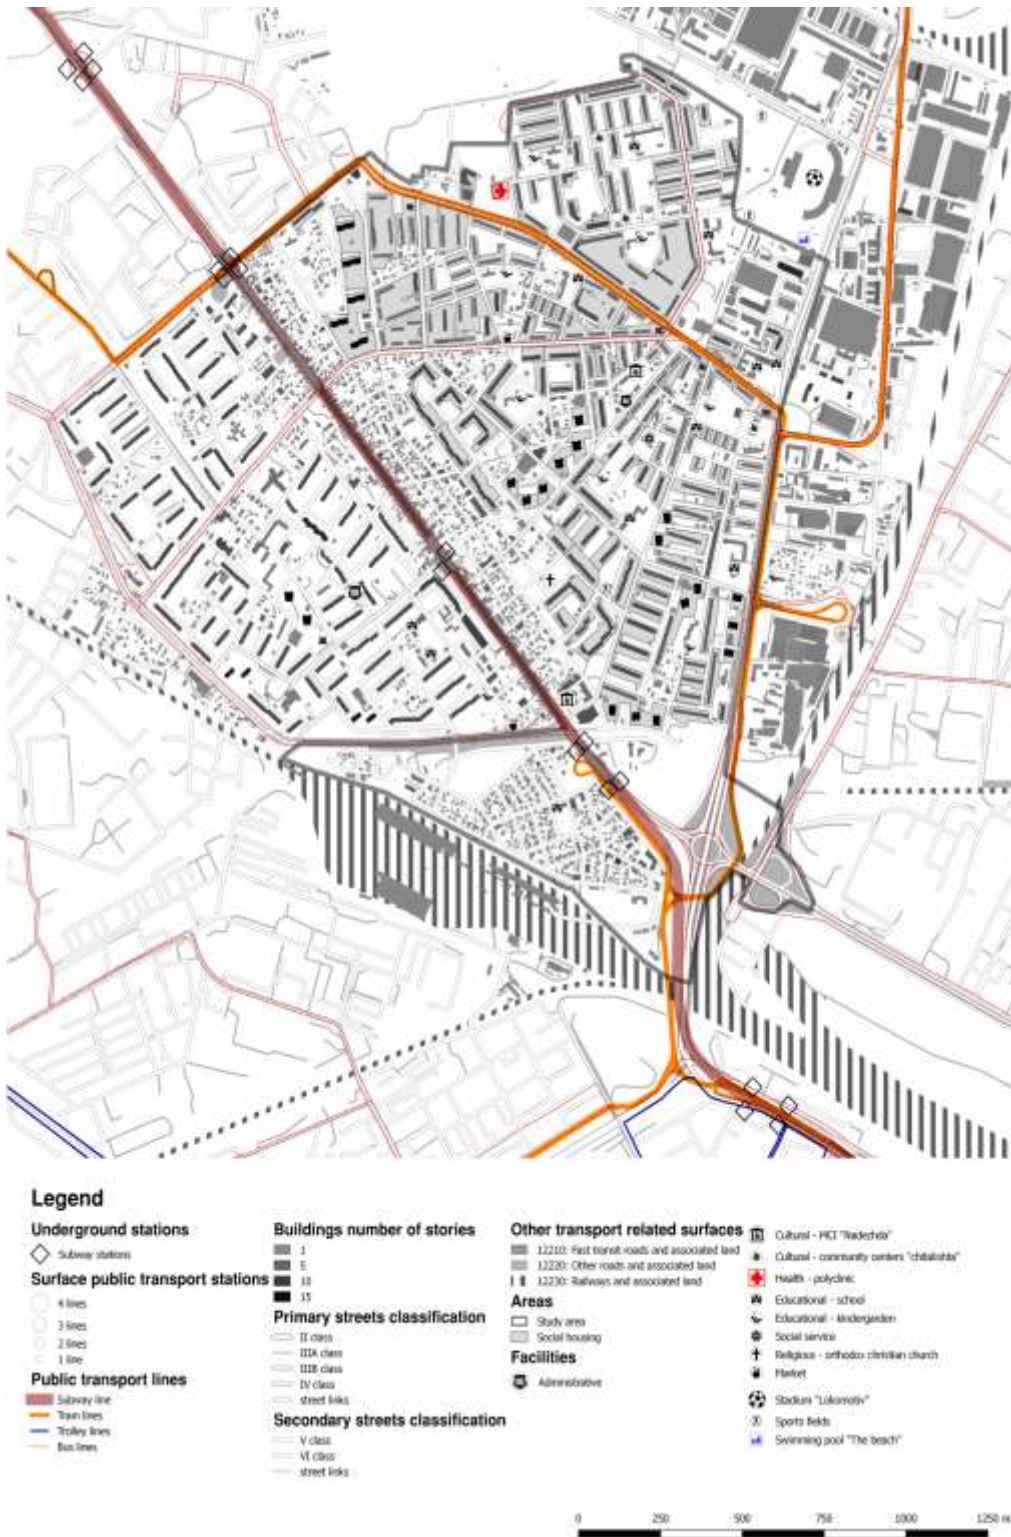 Legend
Underground stations
Subway stations
Surface public transport stations
4 lines
3 lines
2 lines
1 line
Public transport lines
Subway line
Train lines
Trolley lines
Bus lines
Buildings number of stories
1
5
10
15
Primary streets classification
II class
IIIA class
IIIB class
IV class
street links
Secondary streets classification
V class
VI class
street links
Other transport related surfaces
12210: Fast transit roads and associated land
12220: Other roads and associated land
12230: Railways and associated land
Areas
Study area
Social housing
Facilities
Administrative
Cultural - MCI "Nadezhda"
Cultural - community centers "chitalishta"
Health - polyclinic
Educational - school
Educational - kindergarden
Social service
Religious - orthodox christian church
Market
Stadium "Lokomotiv"
Sports fields
Swimming pool "The beach"
0 250 500 750 1000 1250 m